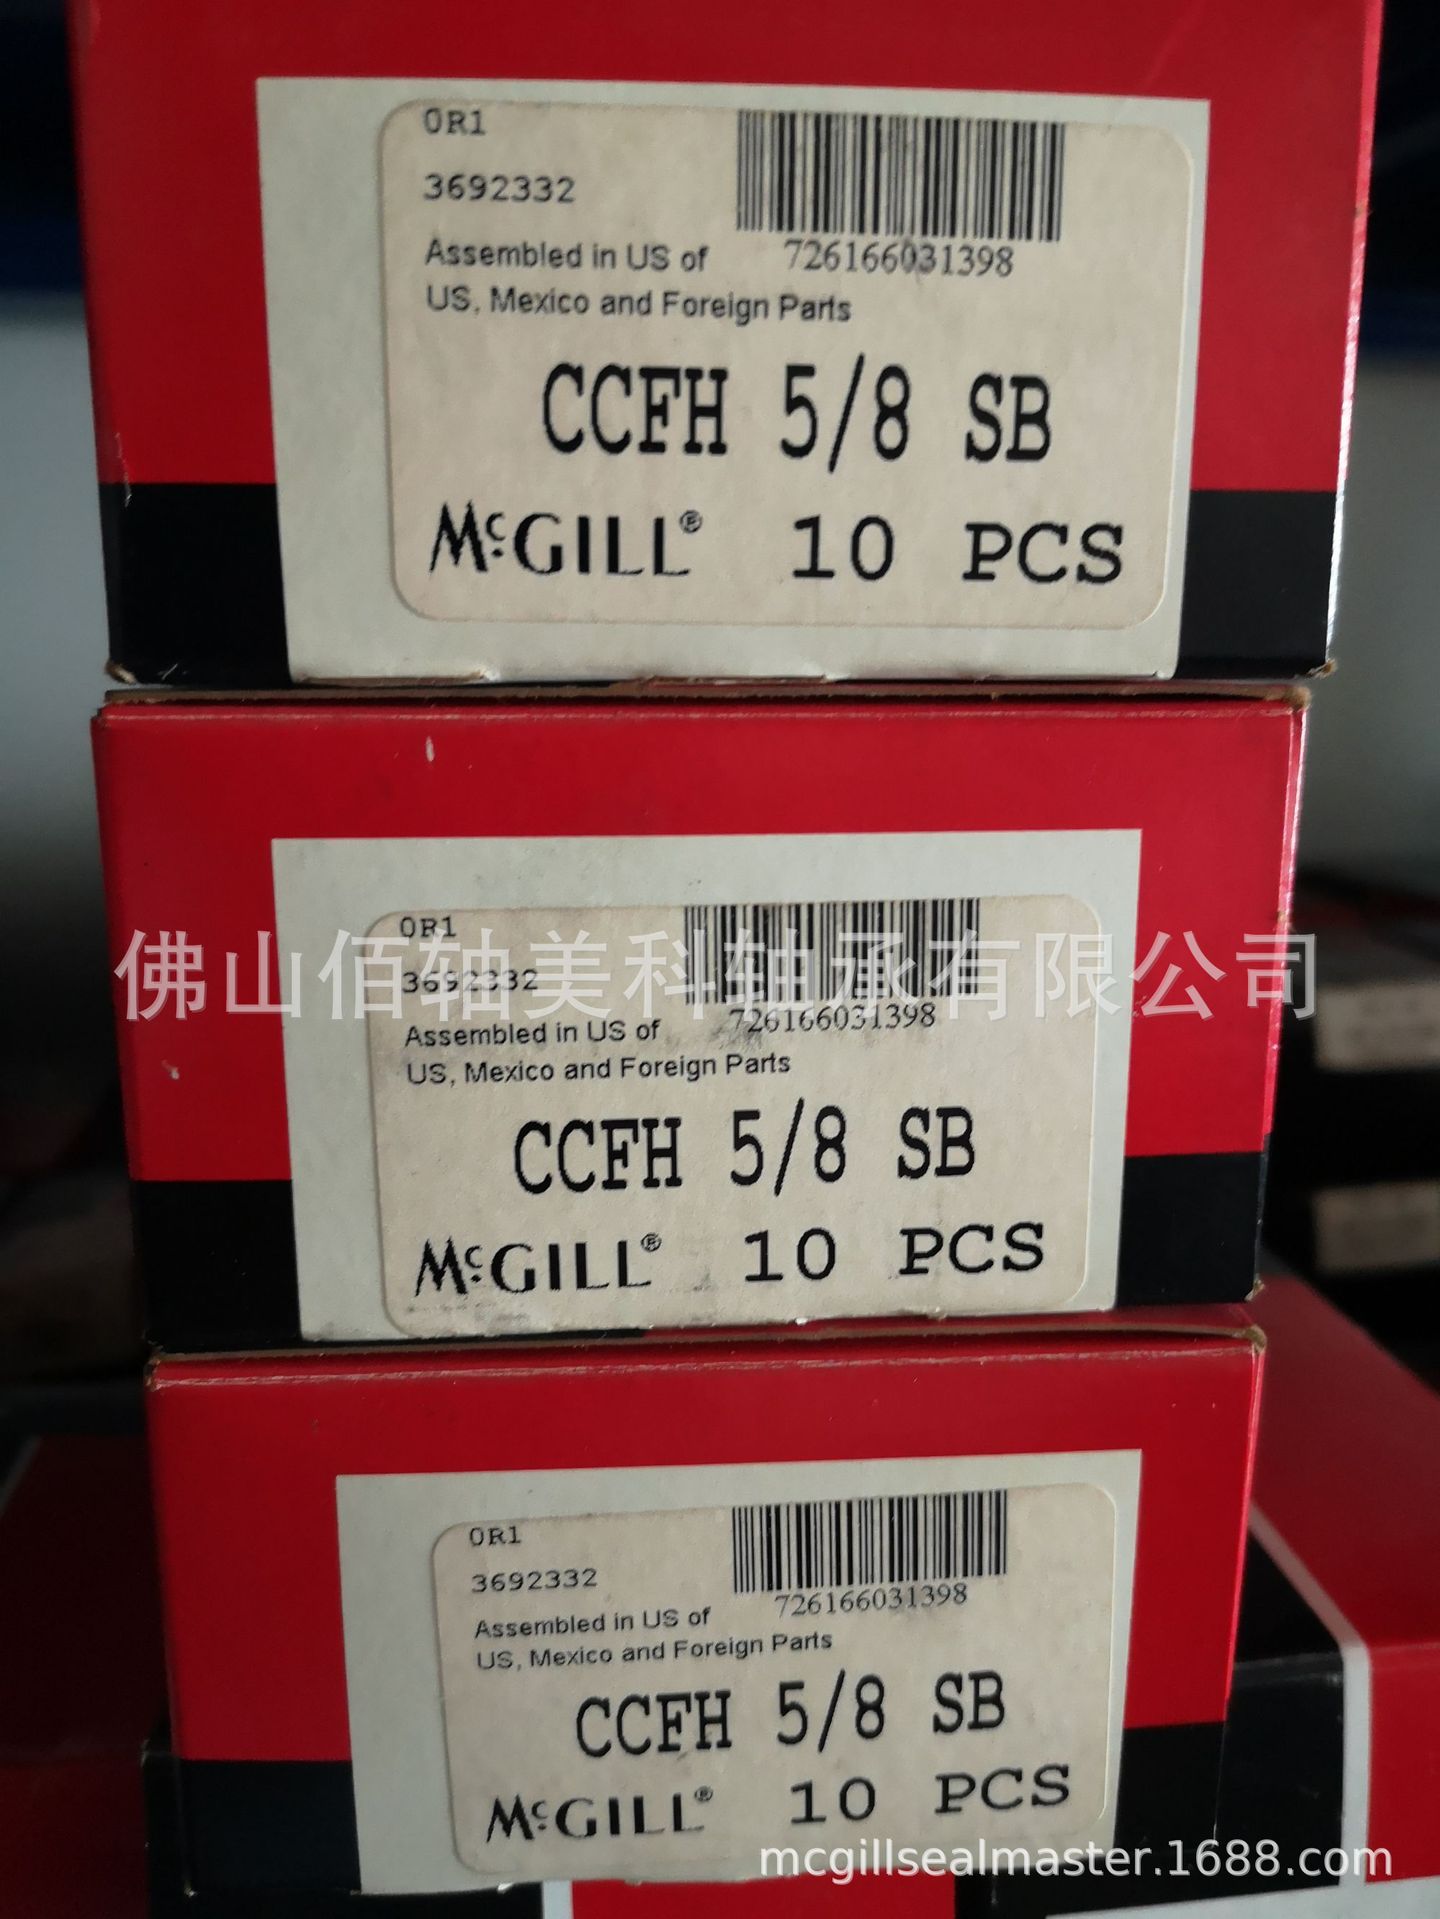 0R1
3692332
726166031398
Assembled in US of
US, Mexico and Foreign Parts
CCFH 5/8 SB
McGILL® 10 PCS
佛山佰轴美科轴承有限公司
0R1
3692332
726166031398
Assembled in US of
US, Mexico and Foreign Parts
CCFH 5/8 SB
McGILL® 10 PCS
0R1
3692332
726166031398
Assembled in US of
US, Mexico and Foreign Parts
CCFH 5/8 SB
McGILL® 10 PCS
mcgillsealmaster.1688.com